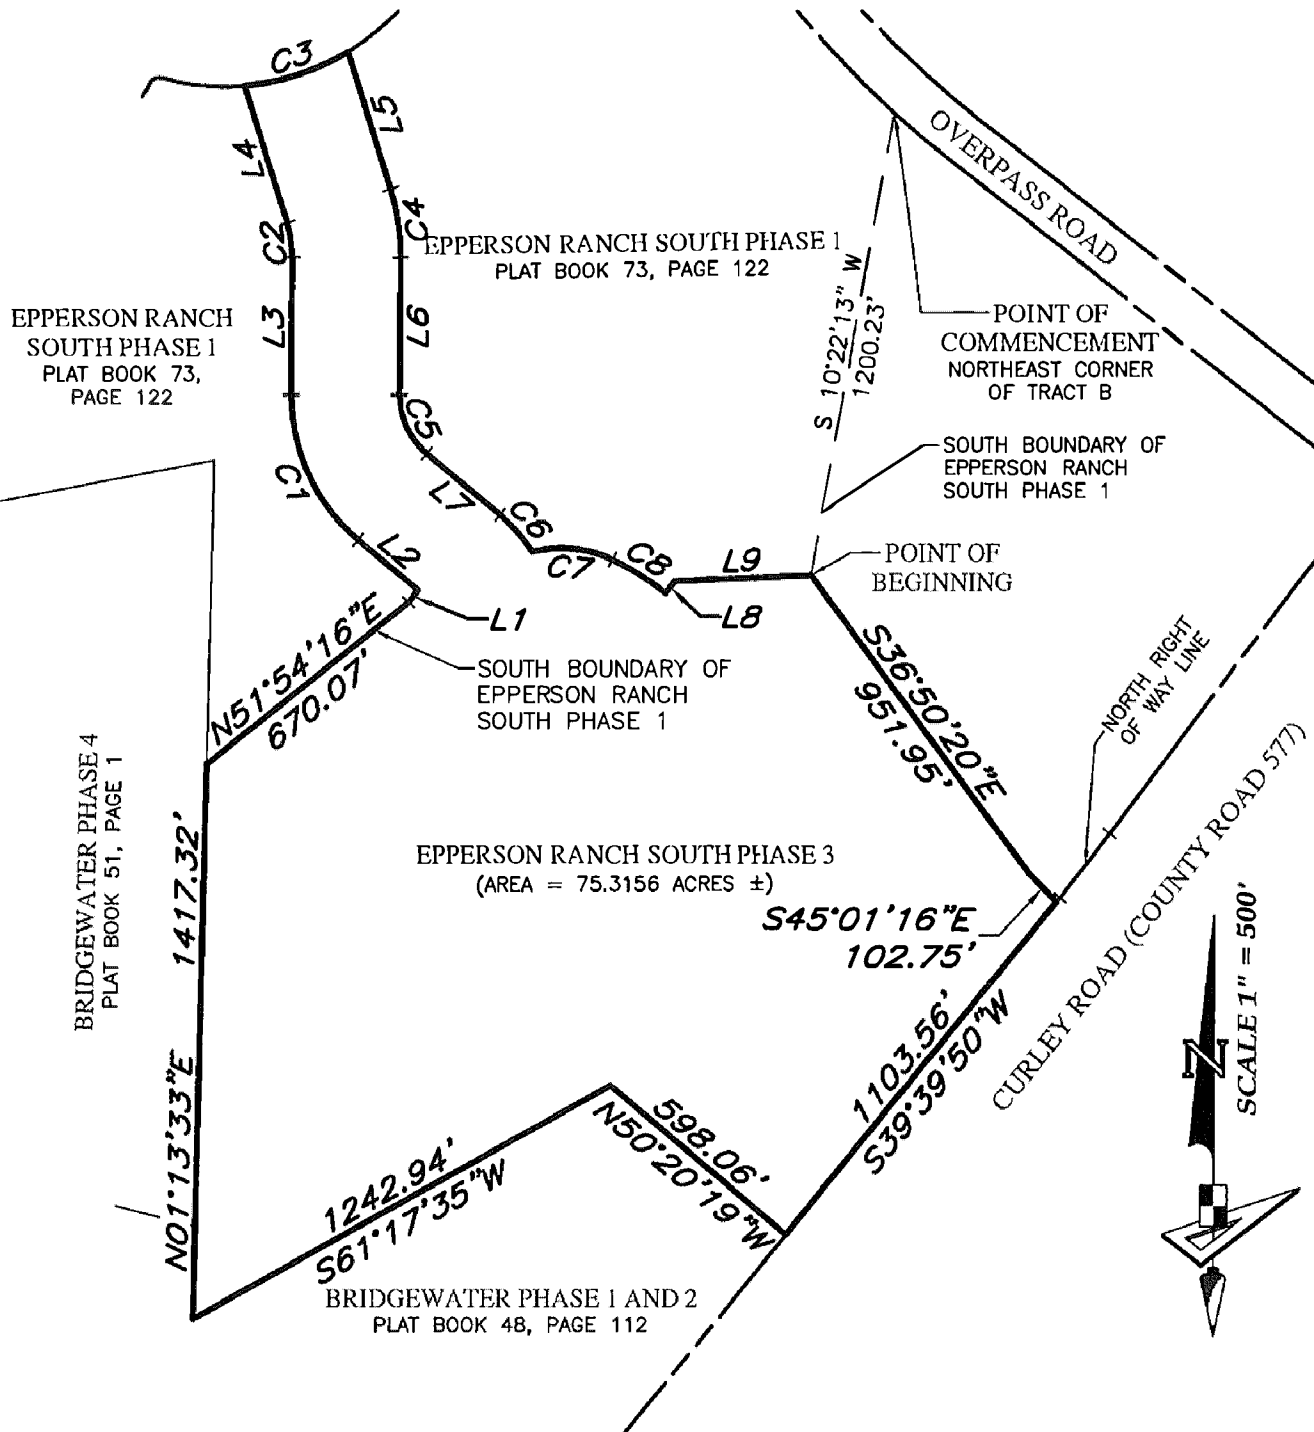 C3
L5
L4
C4
C2
OVERPASS ROAD
EPPERSON RANCH SOUTH PHASE 1
PLAT BOOK 73, PAGE 122
S 10°22'13" W
1200.23'
EPPERSON RANCH
SOUTH PHASE 1
PLAT BOOK 73,
PAGE 122
L3
L6
POINT OF
COMMENCEMENT
NORTHEAST CORNER
OF TRACT B
C5
SOUTH BOUNDARY OF
EPPERSON RANCH
SOUTH PHASE 1
C1
L7
C6
L2
C7
C8
L9
POINT OF
BEGINNING
L1
L8
N51°54'16"E
670.07'
SOUTH BOUNDARY OF
EPPERSON RANCH
SOUTH PHASE 1
S36°50'20"E
951.95'
NORTH RIGHT
OF WAY LINE
BRIDGEWATER PHASE 4
PLAT BOOK 51, PAGE 1
1417.32'
N01°13'33"E
EPPERSON RANCH SOUTH PHASE 3
(AREA = 75.3156 ACRES ±)
S45°01'16"E
102.75'
CURLEY ROAD (COUNTY ROAD 577)
1103.56'
S39°39'50"W
598.06'
N50°20'19"W
1242.94'
S61°17'35"W
BRIDGEWATER PHASE 1 AND 2
PLAT BOOK 48, PAGE 112
N
SCALE 1" = 500'